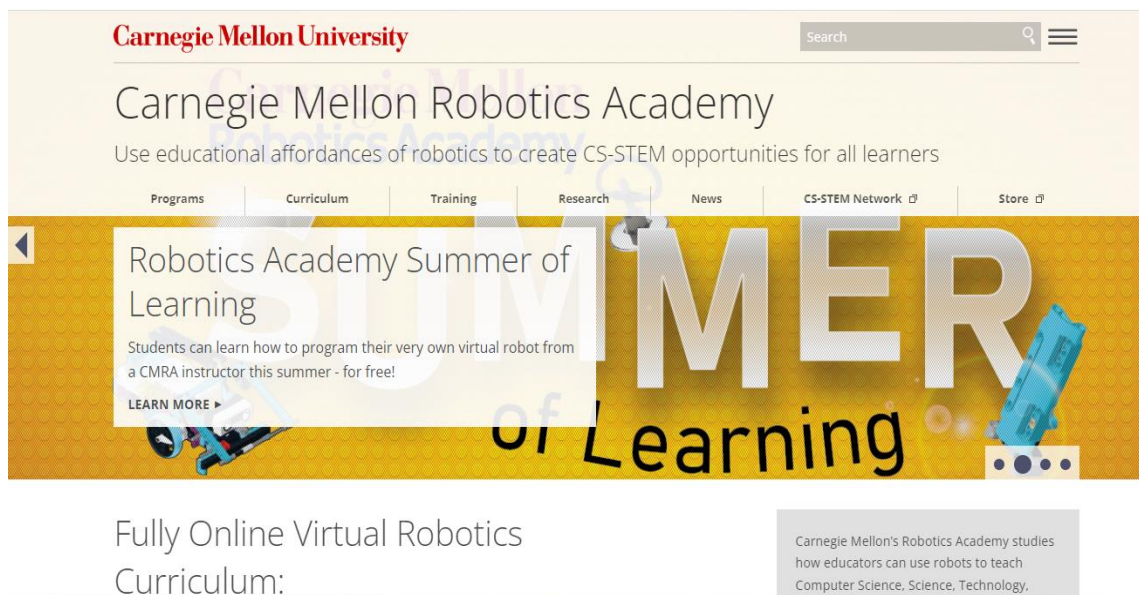 Carnegie Mellon University
Search
Carnegie Mellon
Robotics Academy
Carnegie Mellon Robotics Academy
Use educational affordances of robotics to create CS-STEM opportunities for all learners
Programs Curriculum Training Research News CS-STEM Network Store
SUMMER
of Learning
Robotics Academy Summer of
Learning
Students can learn how to program their very own virtual robot from
a CMRA instructor this summer - for free!
LEARN MORE ►
Fully Online Virtual Robotics
Curriculum:
Carnegie Mellon's Robotics Academy studies
how educators can use robots to teach
Computer Science, Science, Technology,